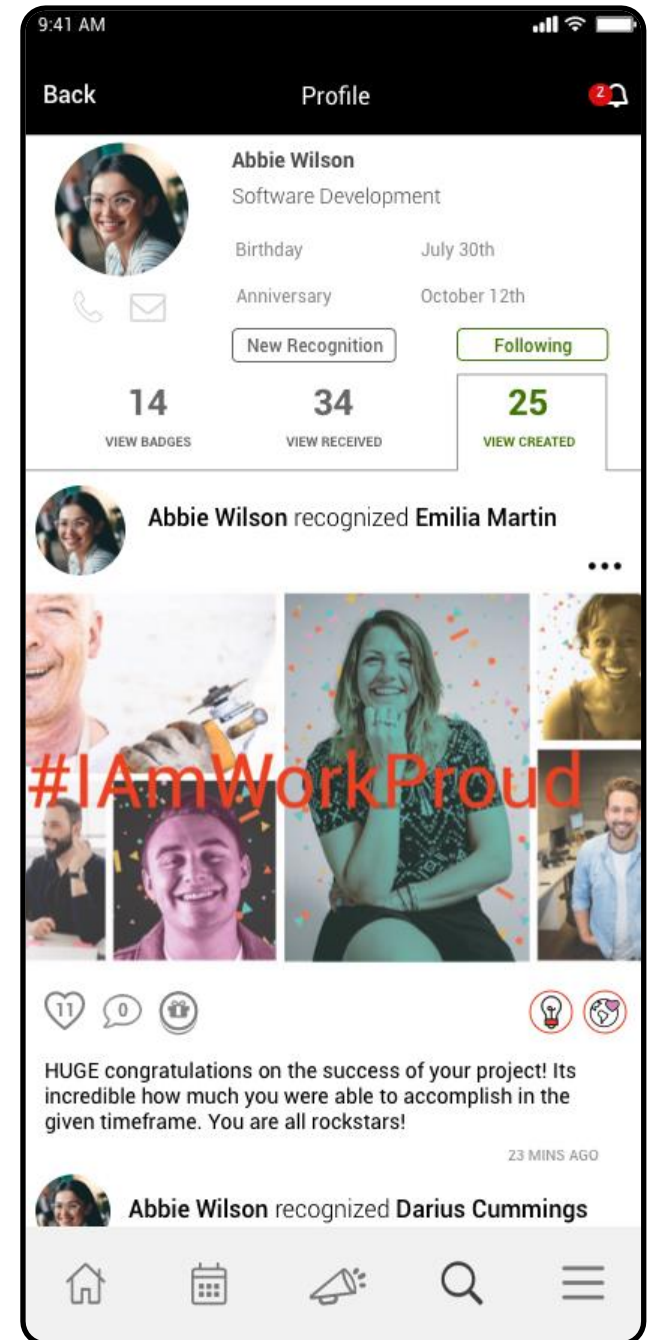 9:41 AM
Back Profile 2
Abbie Wilson
Software Development
Birthday July 30th
Anniversary October 12th
New Recognition Following
14 34 25
VIEW BADGES VIEW RECEIVED VIEW CREATED
Abbie Wilson recognized Emilia Martin
#IAmWorkProud
11 0
HUGE congratulations on the success of your project! Its
incredible how much you were able to accomplish in the
given timeframe. You are all rockstars!
23 MINS AGO
Abbie Wilson recognized Darius Cummings